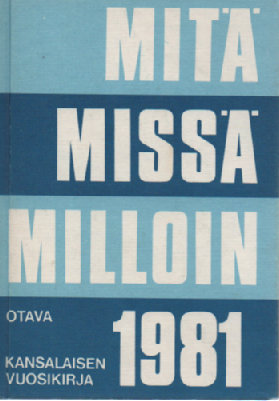 MITÄ
MISSÄ
MILLOIN
OTAVA
1981
KANSALAISEN
VUOSIKIRJA